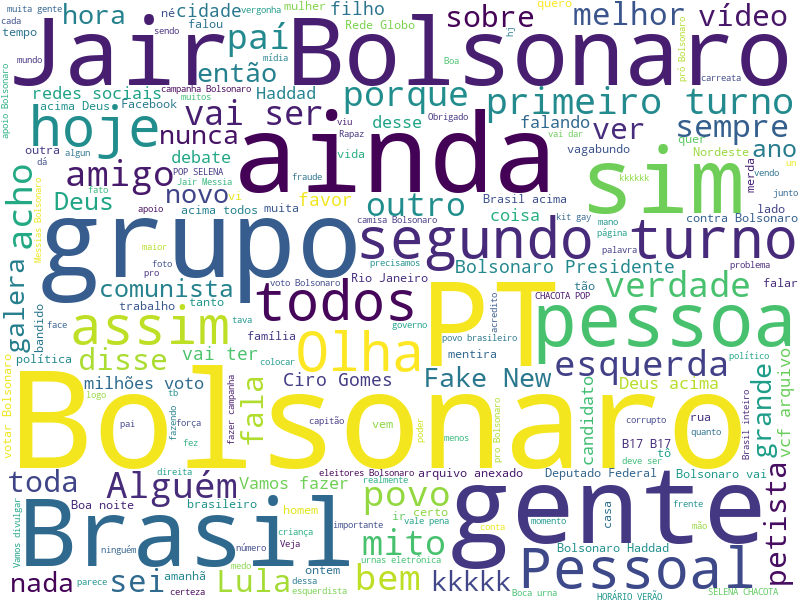 muita gente
cada
tempo
mundo
apoio Bolsonaro
Jair Bolsonaro
né
cidade
hora
falou
vergonha
sendo
mulher
filho
Rede Globo
mídia
sobre
quero
melhor
Boa
hj
vídeo
pró Bolsonaro
carreata
país
então
redes sociais
Haddad
campanha Bolsonaro
muitos
acima Deus
Facebook
vai ser
porque
primeiro turno
hoje
nunca
viu
Rapaz
desse
Obrigado
falando
vai dar
ver
sempre
quer
outra
dá
algun
ainda
vagabundo
Nordeste
ano
debate
vida
POP SELENA
fraude
amigo
fato
Jair Messia
kkkkkk
merda
vendo
un
sim
junto
acho
Deus
novo
vi
favor
outro
Brasil acima
kit gay
coisa
mano
página
lado
contra Bolsonaro
Messias Bolsonaro
apoio
acima todos
muita
camisa Bolsonaro
palavra
grupo
segundo turno
maior
foto
pro
precisamos
Bolsonaro Presidente
problema
galera
comunista
Rio Janeiro
voto Bolsonaro
tão
verdade
falar
trabalho
tanto
todos
PT
CHACOTA POP
pessoa
bandido
face
assim
tava
governo
acredito
política
família
Olha
povo brasileiro
mentira
político
disse
vai ter
colocar
esquerda
votar Bolsonaro
milhões voto
Ciro Gomes
Fake New
Deus acima
Bolsonaro
logo
tb
pai
fazendo
força
fez
fala
fazer campanha
capitão
vem
poder
menos
pro Bolsonaro
candidato
corrupto
rua
B17 B17
quanto
tô
deve ser
Brasil inteiro
grande
vcf arquivo
direita
eleitores Bolsonaro
realmente
arquivo anexado
Deputado Federal
Bolsonaro vai
toda
Alguém
Vamos fazer
povo
certo
petista
Boa noite
brasileiro
homem
ir
vale pena
gente
momento
casa
frente
mão
Vamos divulgar
Brasil
criança
importante
mito
urnas eletrônica
conta
ninguém
número
Veja
Bolsonaro Haddad
medo
ontem
Pessoal
nada
parece
sei
amanhã
certeza
Lula
dessa
esquerdista
bem
kkkkk
Boca urna
HORÁRIO VERÃO
SELENA CHACOTA